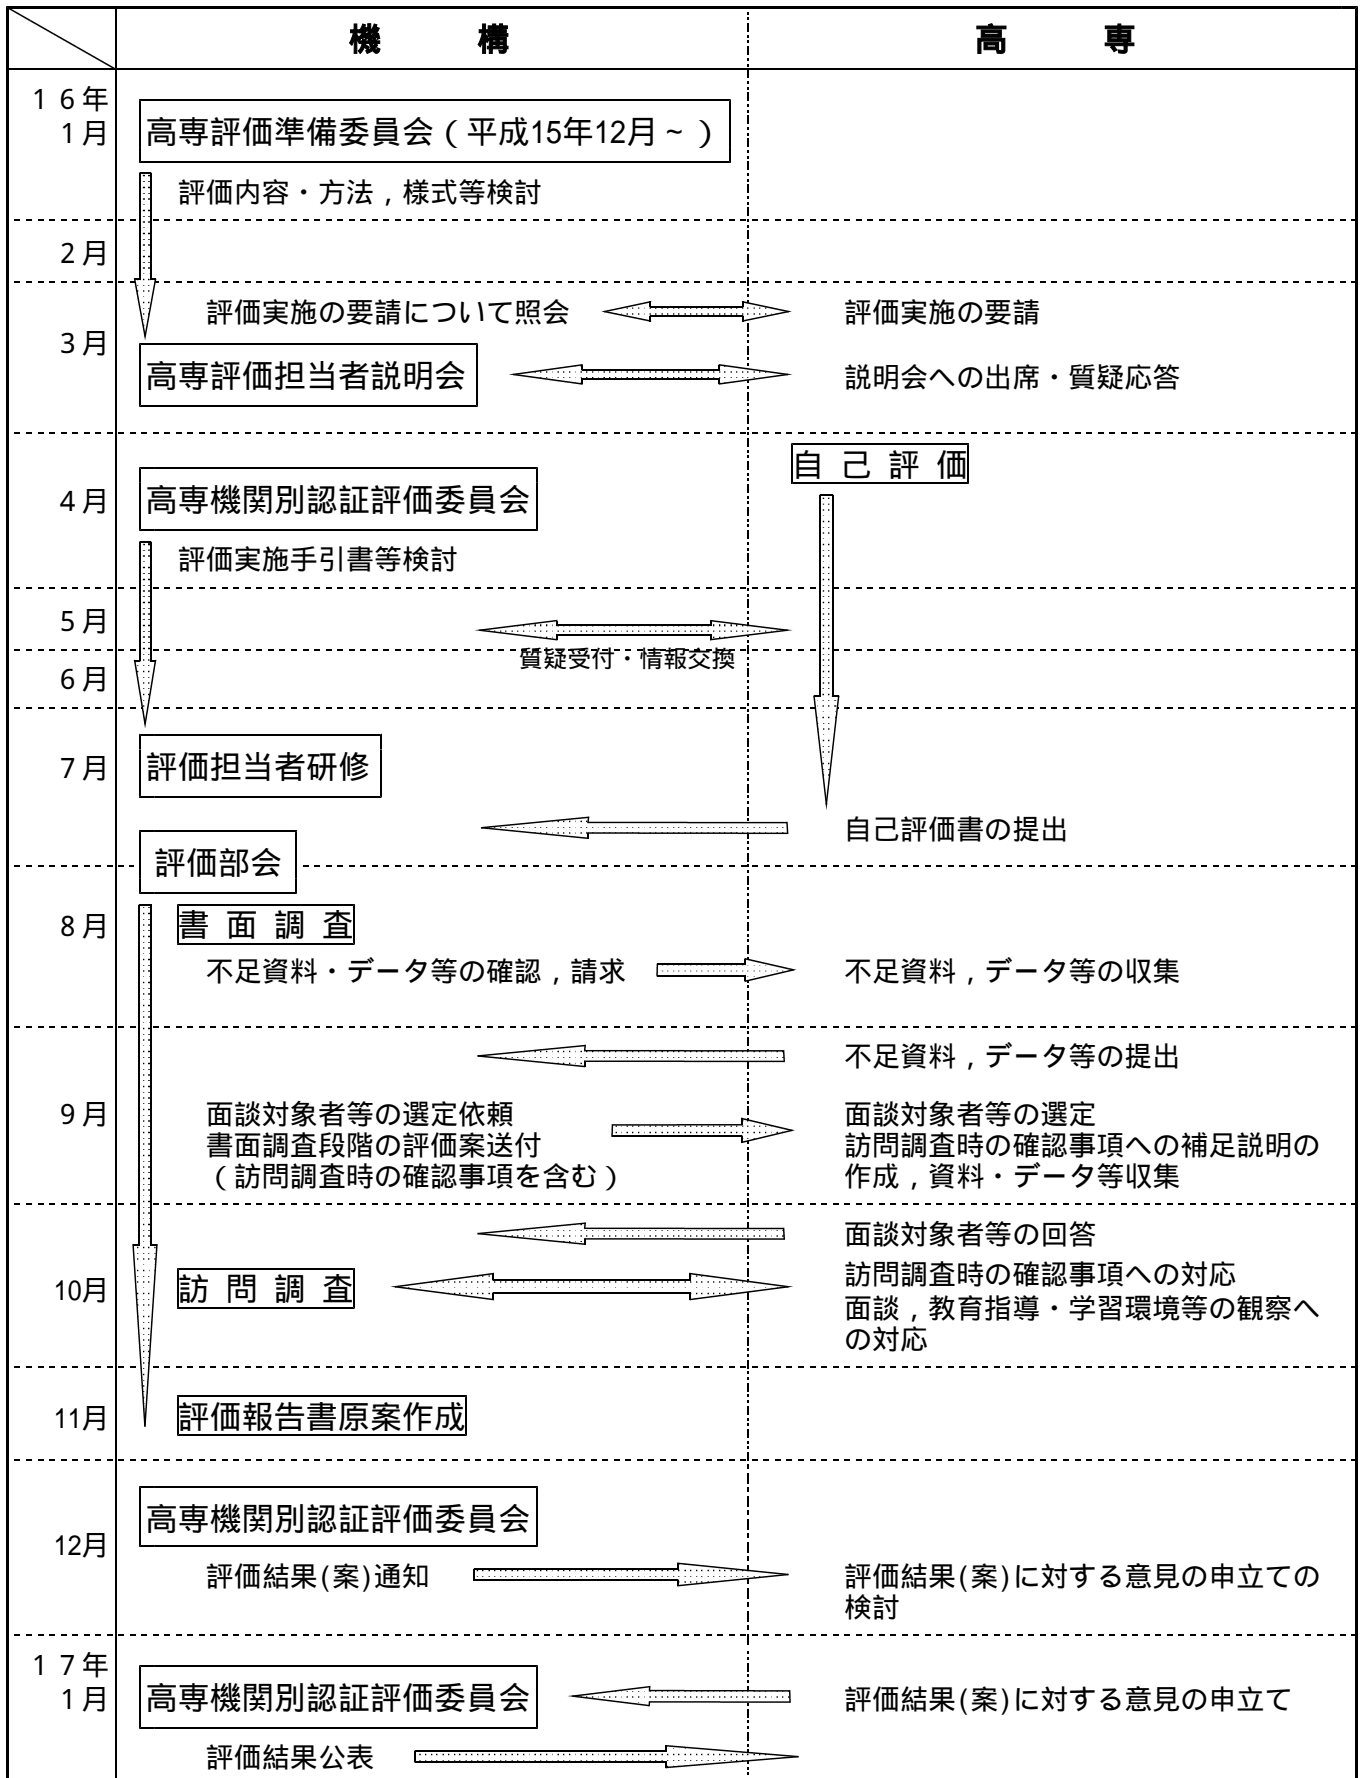 機　　構　　高　　専
１６年
1月
高専評価準備委員会（平成15年12月～）
評価内容・方法，様式等検討
2月
評価実施の要請について照会　評価実施の要請
3月
高専評価担当者説明会　説明会への出席・質疑応答
自己評価
4月
高専機関別認証評価委員会
評価実施手引書等検討
5月
質疑受付・情報交換
6月
7月
評価担当者研修
自己評価書の提出
評価部会
8月
書面調査
不足資料・データ等の確認，請求　不足資料，データ等の収集
不足資料，データ等の提出
9月
面談対象者等の選定依頼　面談対象者等の選定
書面調査段階の評価案送付　訪問調査時の確認事項への補足説明の
（訪問調査時の確認事項を含む）　作成，資料・データ等収集
面談対象者等の回答
10月
訪問調査　訪問調査時の確認事項への対応
面談，教育指導・学習環境等の観察へ
の対応
11月
評価報告書原案作成
高専機関別認証評価委員会
12月
評価結果(案)通知　評価結果(案)に対する意見の申立ての
検討
１７年
1月
高専機関別認証評価委員会　評価結果(案)に対する意見の申立て
評価結果公表